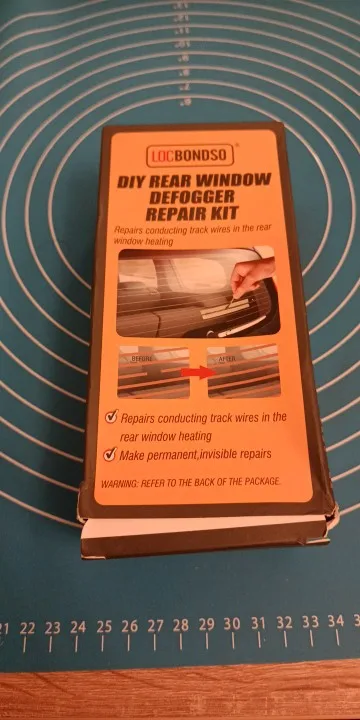 LOCBONDSO®
DIY REAR WINDOW
DEFOGGER
REPAIR KIT
Repairs conducting track wires in the rear
window heating
BEFORE
AFTER
Repairs conducting track wires in the
rear window heating
Make permanent,invisible repairs
WARNING: REFER TO THE BACK OF THE PACKAGE.
21 22 23 24 25 26 27 28 29 30 31 32 33 34